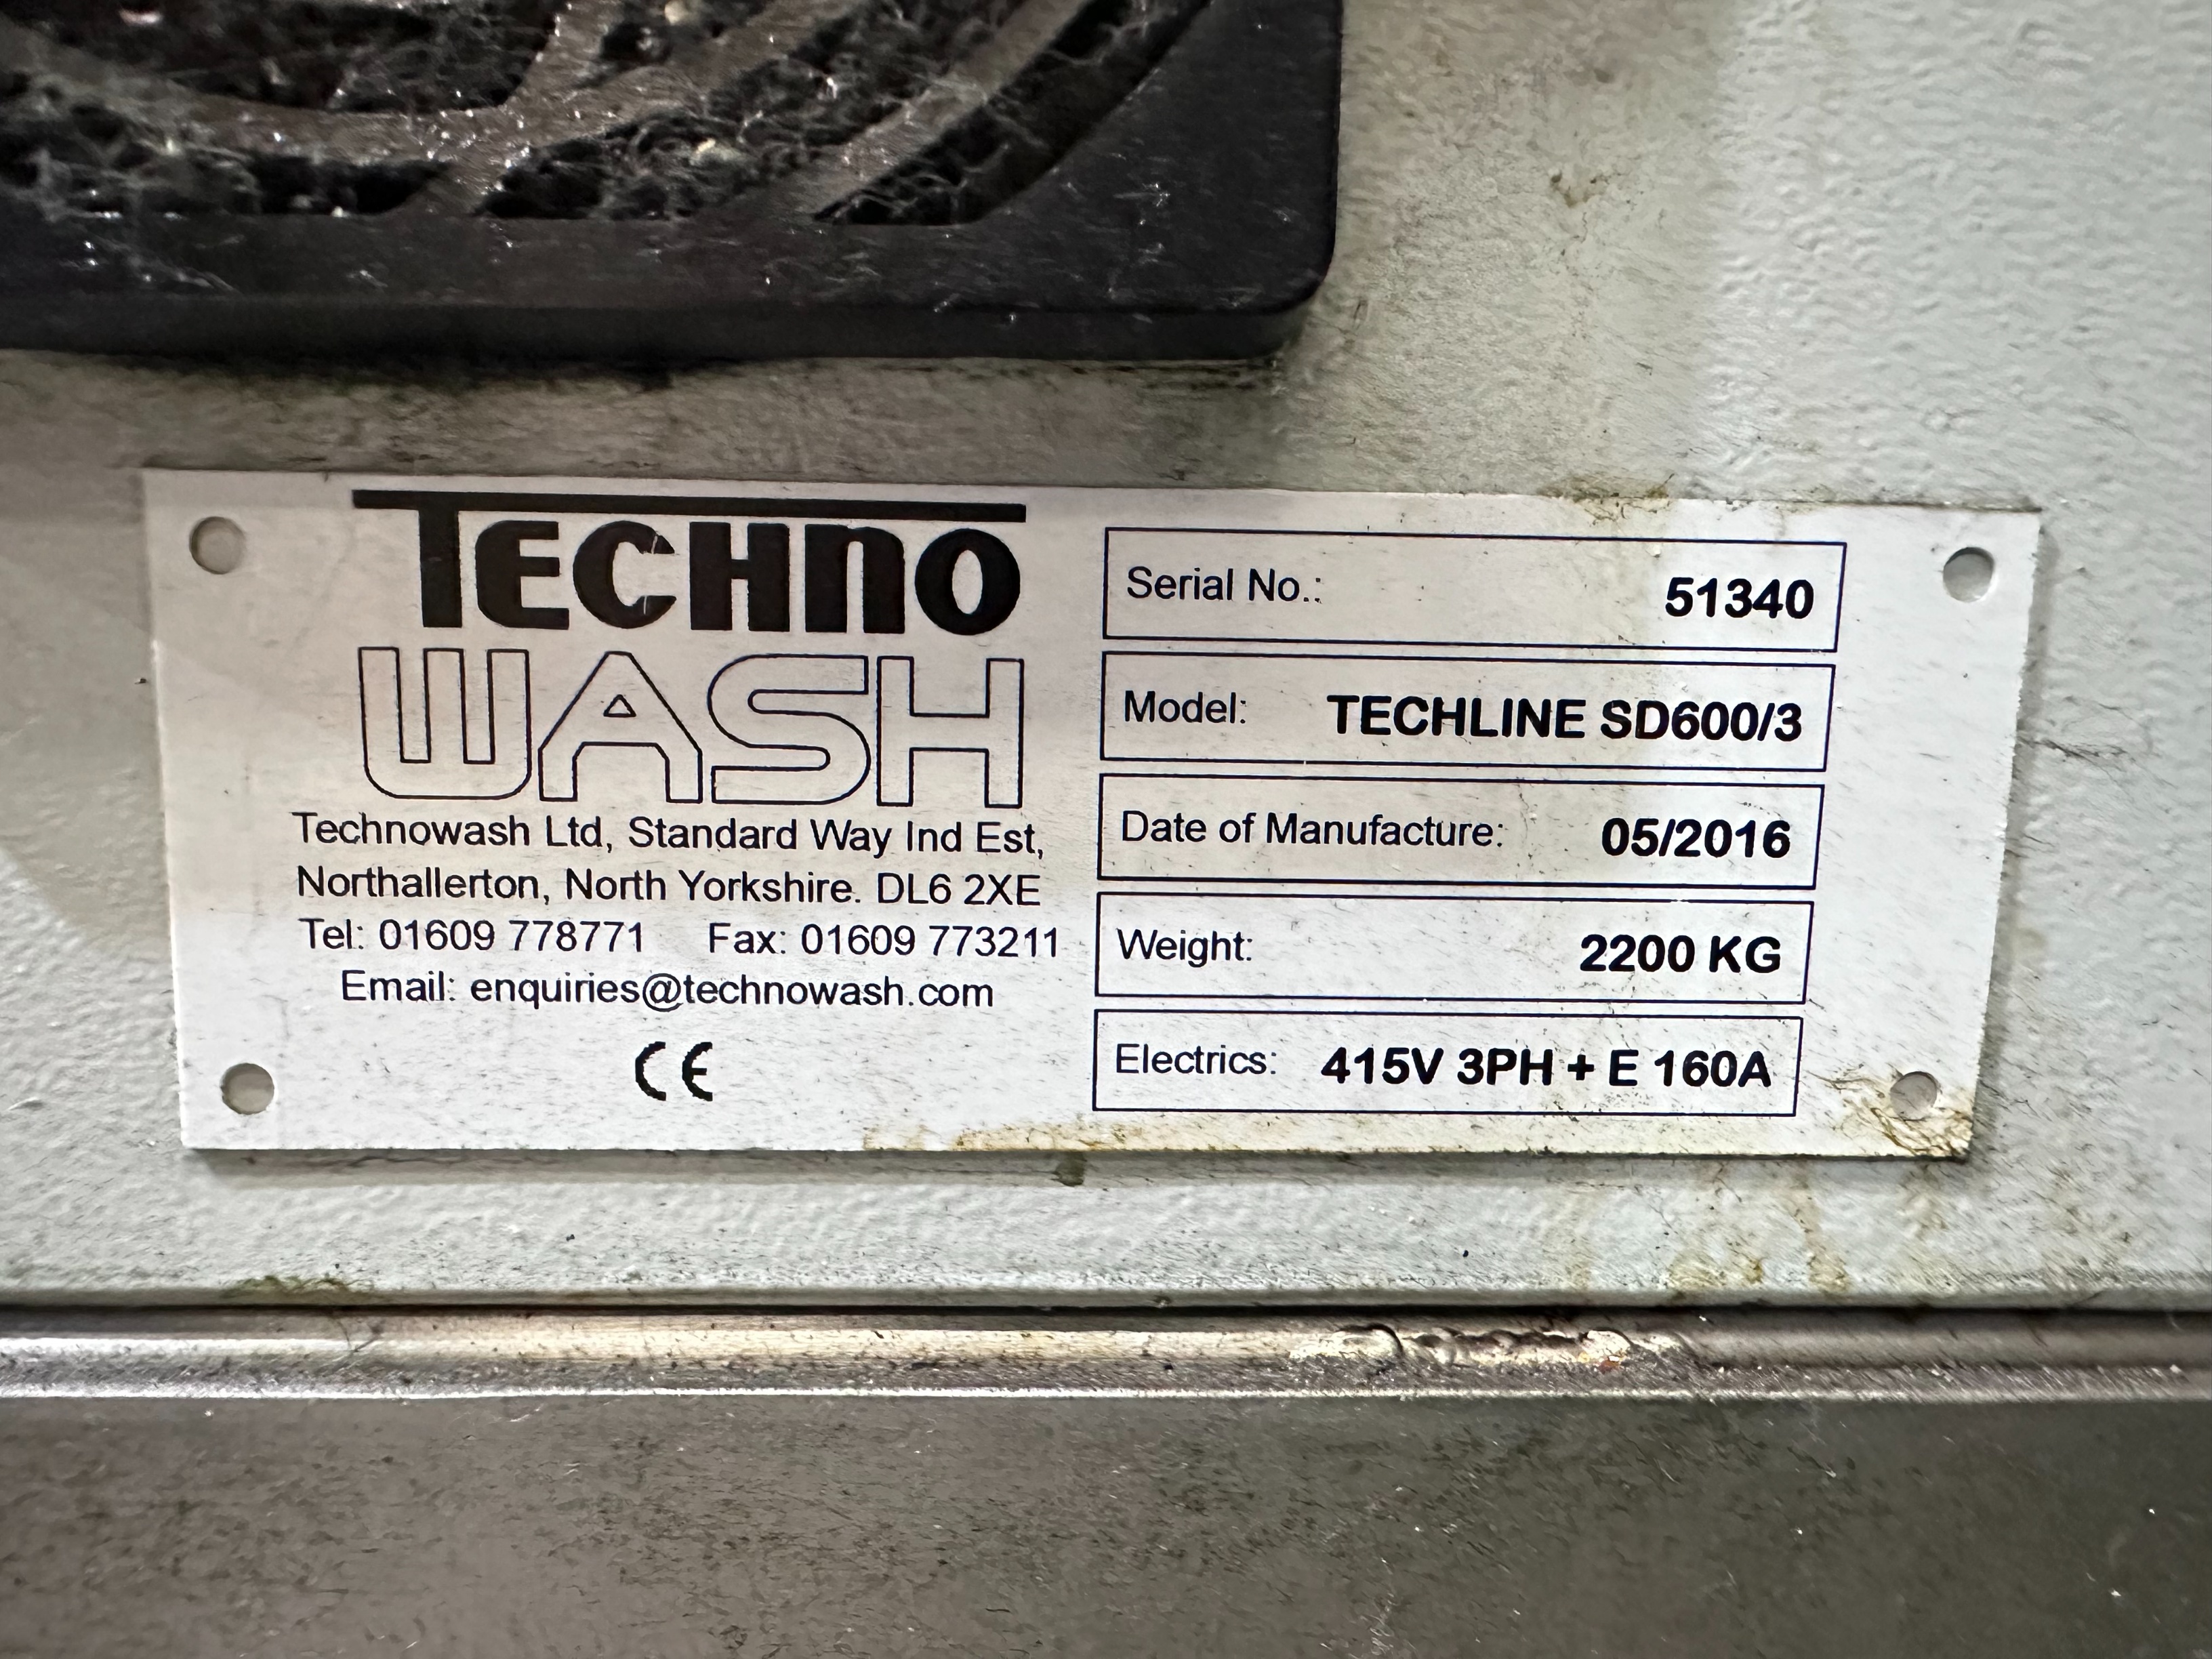 TECHNO
WASH
Technowash Ltd, Standard Way Ind Est,
Northallerton, North Yorkshire. DL6 2XE
Tel: 01609 778771 Fax: 01609 773211
Email: enquiries@technowash.com
CE
Serial No.: 51340
Model: TECHLINE SD600/3
Date of Manufacture: 05/2016
Weight: 2200 KG
Electrics: 415V 3PH + E 160A